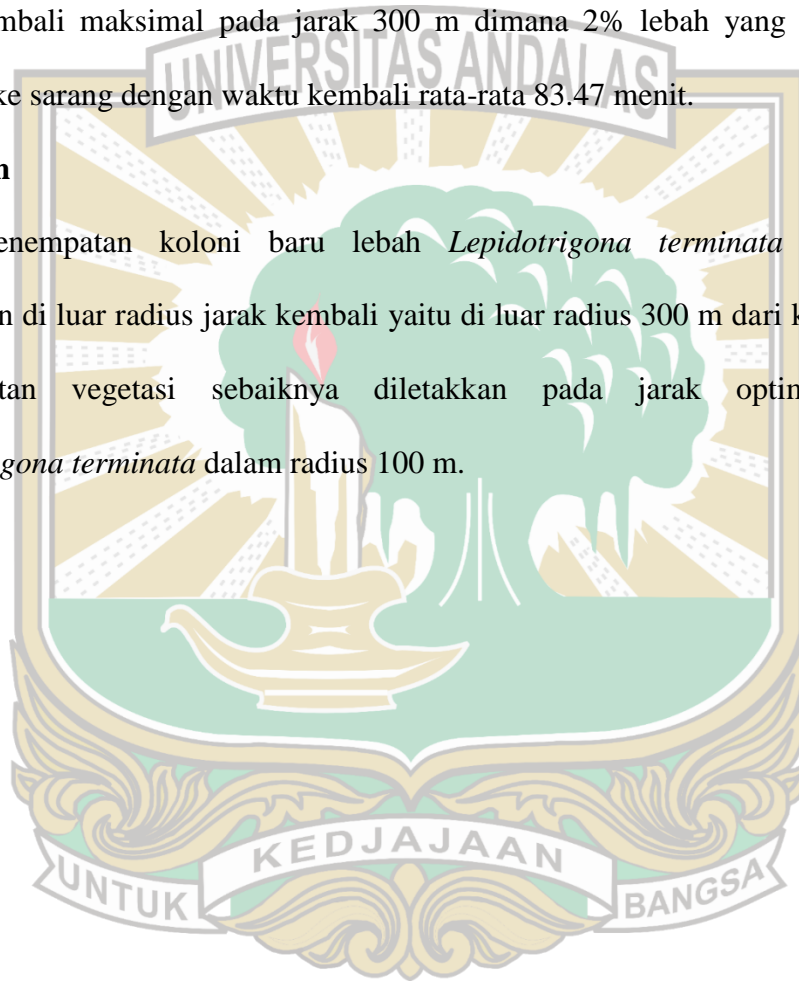 mbali maksimal pada jarak 300 m dimana 2% lebah yang
UNIVERSITAS ANDALAS
ke sarang dengan waktu kembali rata-rata 83.47 menit.
n
enempatan koloni baru lebah Lepidotrigona terminata
n di luar radius jarak kembali yaitu di luar radius 300 m dari k
tan vegetasi sebaiknya diletakkan pada jarak optim
gona terminata dalam radius 100 m.
UNTUK KEDJAJAAN BANGSA